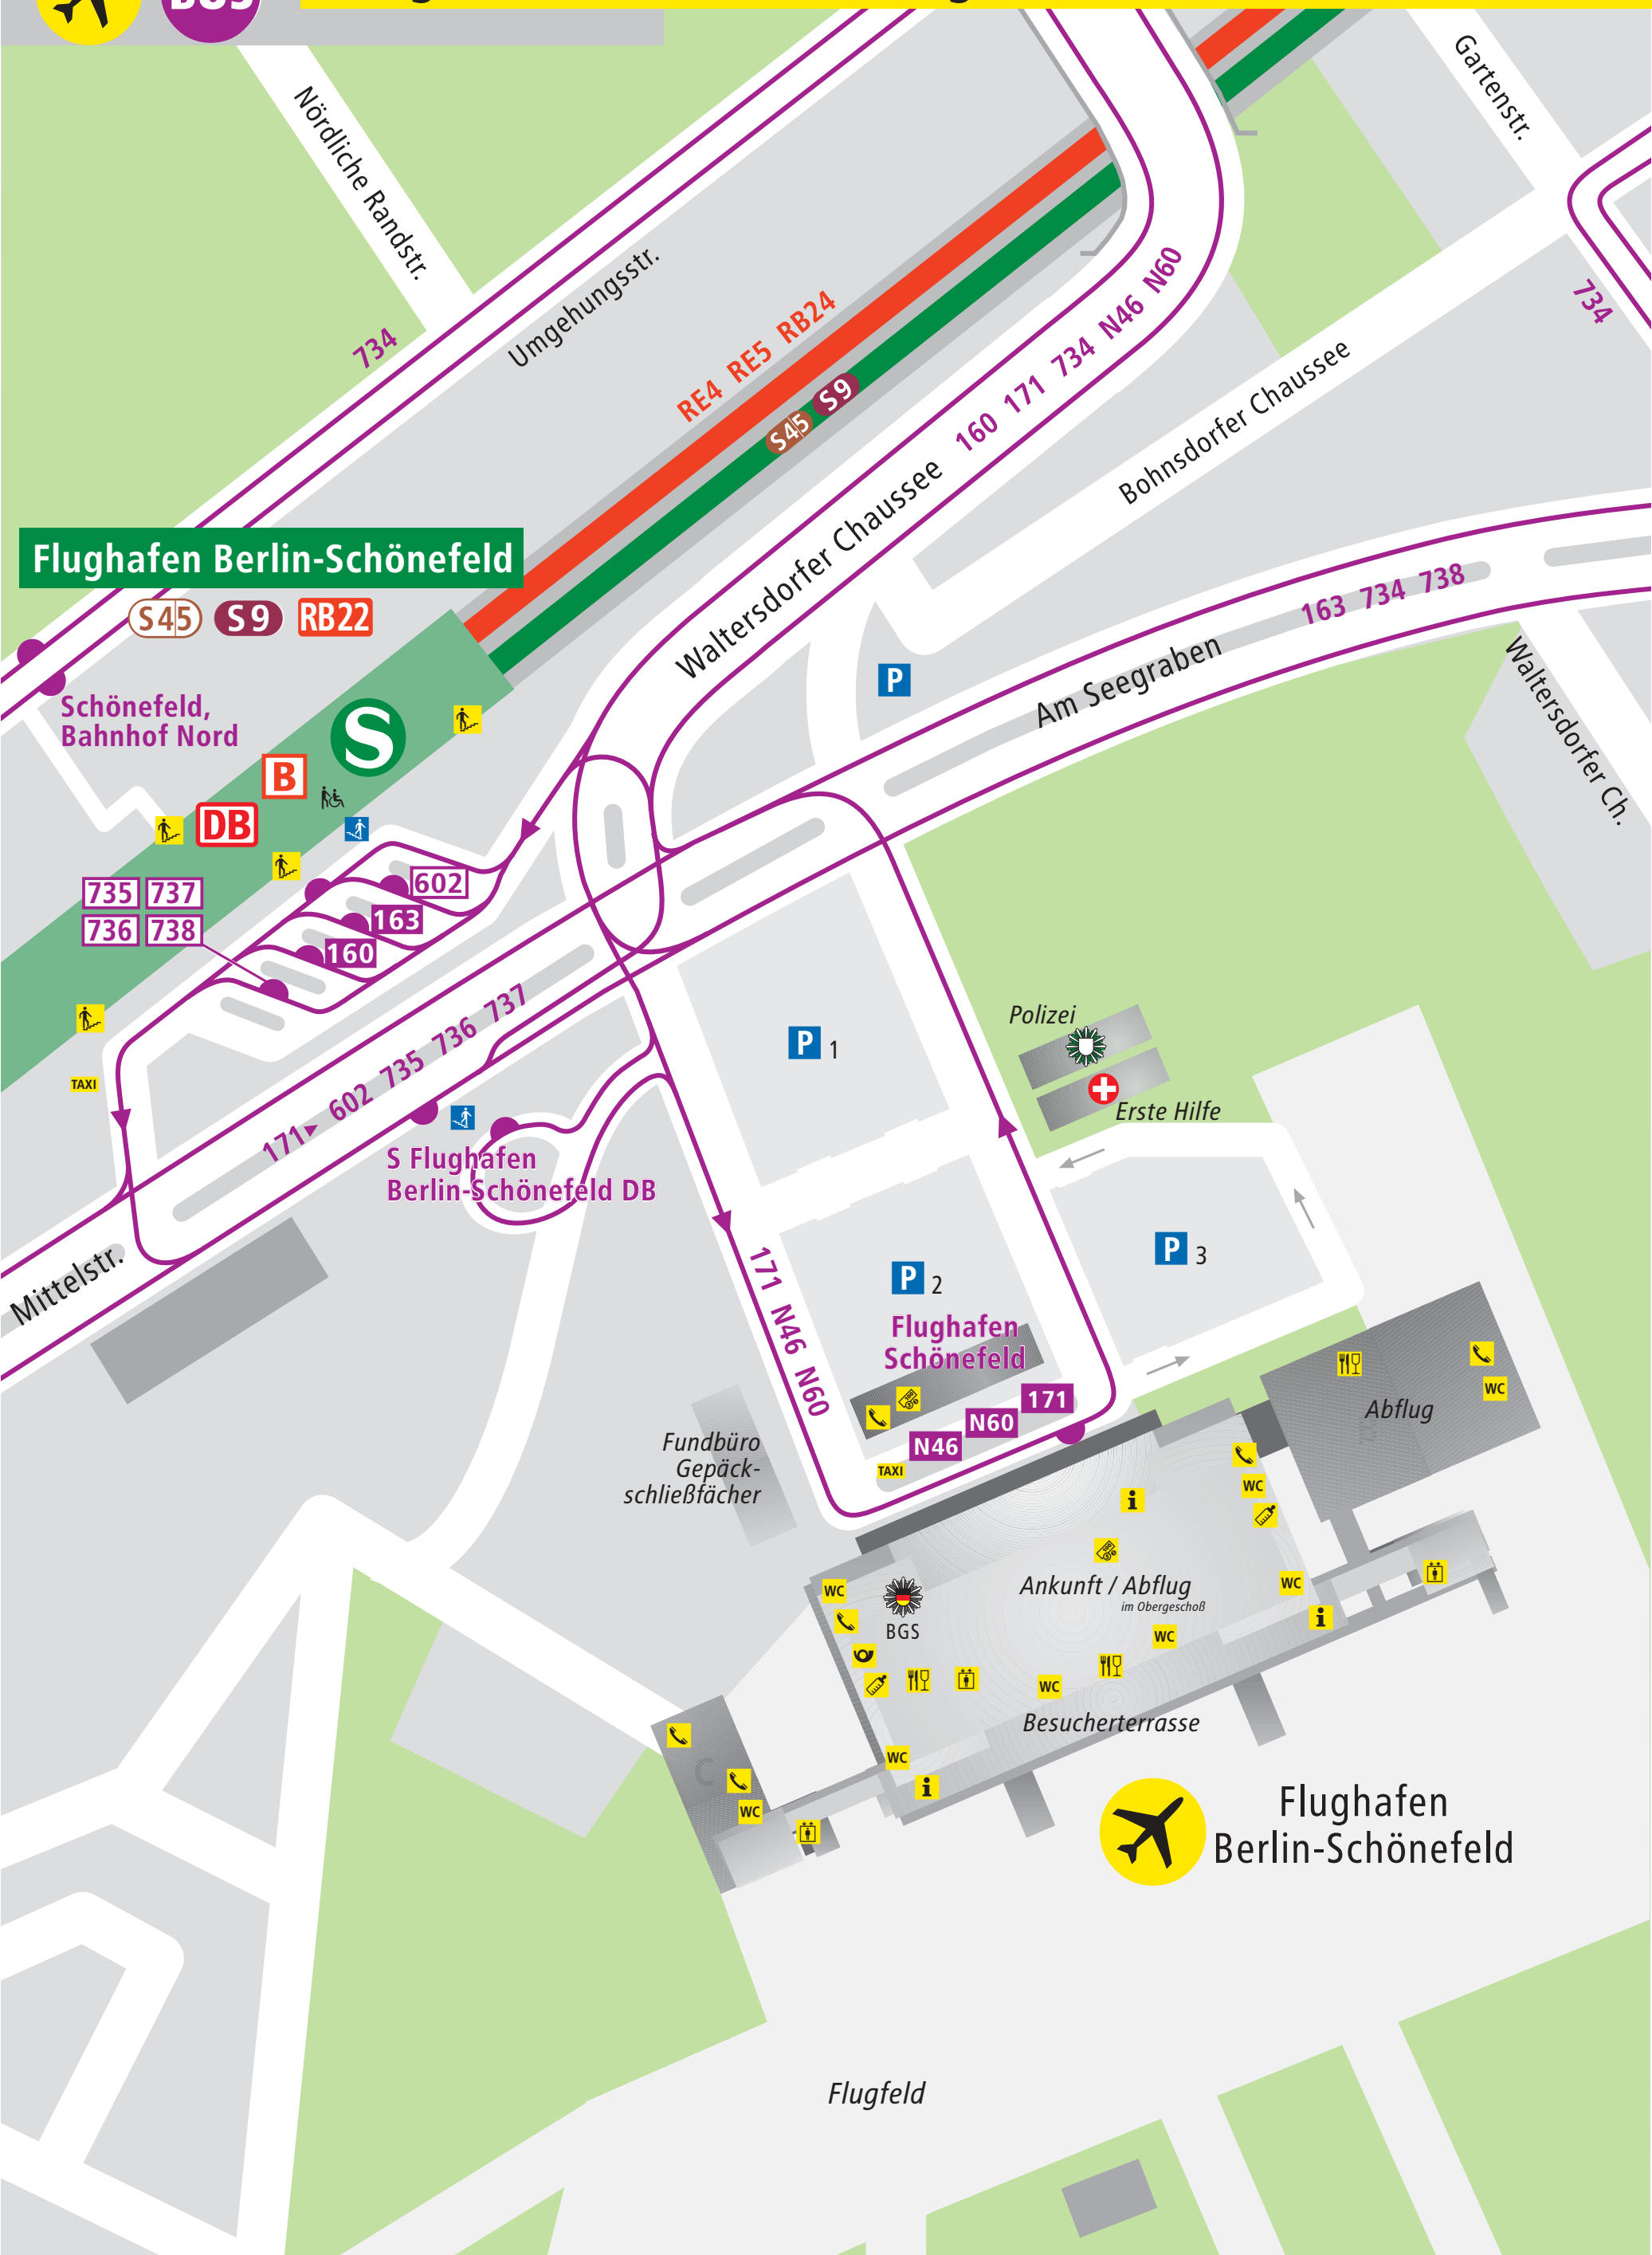 BUS
Nördliche Randstr.
Gartenstr.
734
Umgehungsstr.
RE4 RE5 RB24
S45 S9
160 171 734 N46 N60
734
Bohnsdorfer Chaussee
Waltersdorfer Chaussee
Flughafen Berlin-Schönefeld
S45 S9 RB22
163 734 738
Am Seegraben
Waltersdorfer Ch.
P
Schönefeld,
Bahnhof Nord
S
B
DB
602
735 737
163
736 738
160
171 602 735 736 737
TAXI
P 1
Polizei
Erste Hilfe
S Flughafen
Berlin-Schönefeld DB
Mittelstr.
171 N46 N60
P 2
P 3
Flughafen
Schönefeld
171
N60
N46
TAXI
WC
Abflug
Fundbüro
Gepäck-
schließfächer
i
WC
Ankunft / Abflug
im Obergeschoß
WC
WC
i
BGS
WC
WC
Besucherterrasse
WC
i
C
WC
Flughafen
Berlin-Schönefeld
Flugfeld